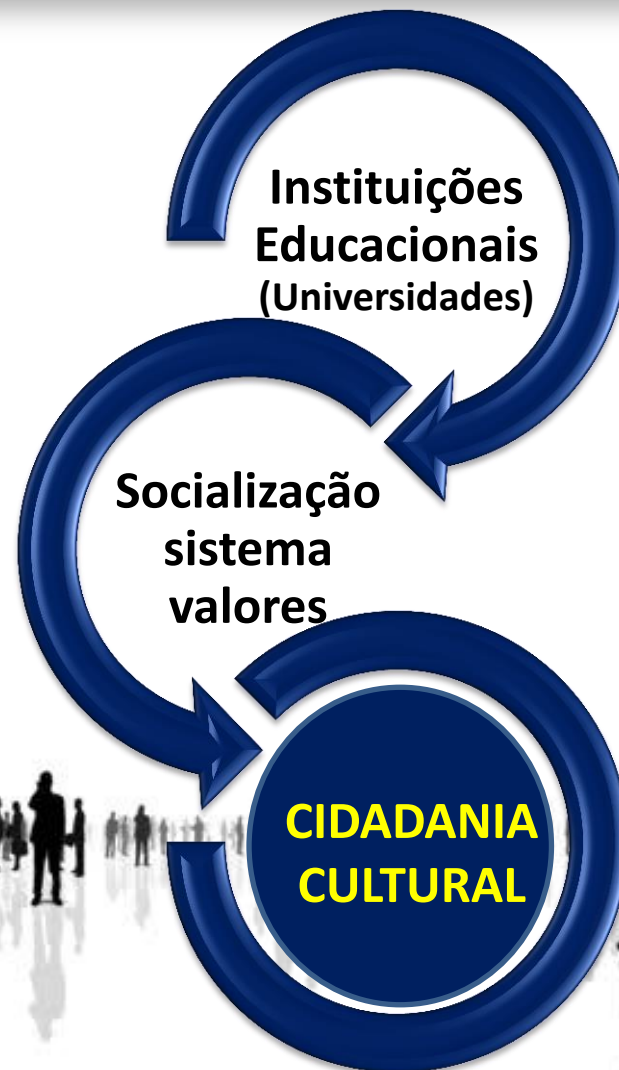 Instituições
Educacionais
(Universidades)
Socialização
sistema
valores
CIDADANIA
CULTURAL